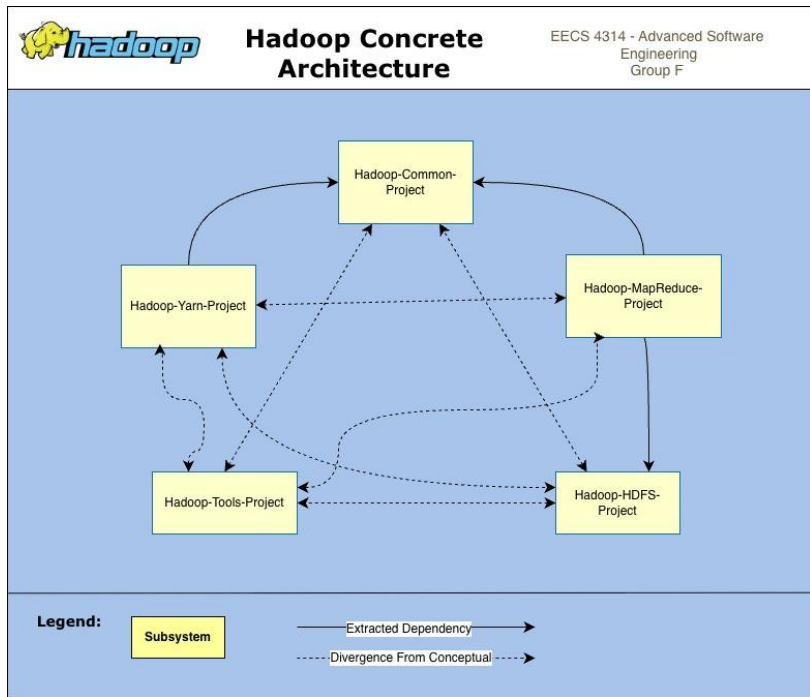 hadoop
Hadoop Concrete
Architecture
EECS 4314 - Advanced Software
Engineering
Group F
Hadoop-Common-
Project
Hadoop-Yarn-Project
Hadoop-MapReduce-
Project
Hadoop-Tools-Project
Hadoop-HDFS-
Project
Legend:
Subsystem
Extracted Dependency
Divergence From Conceptual